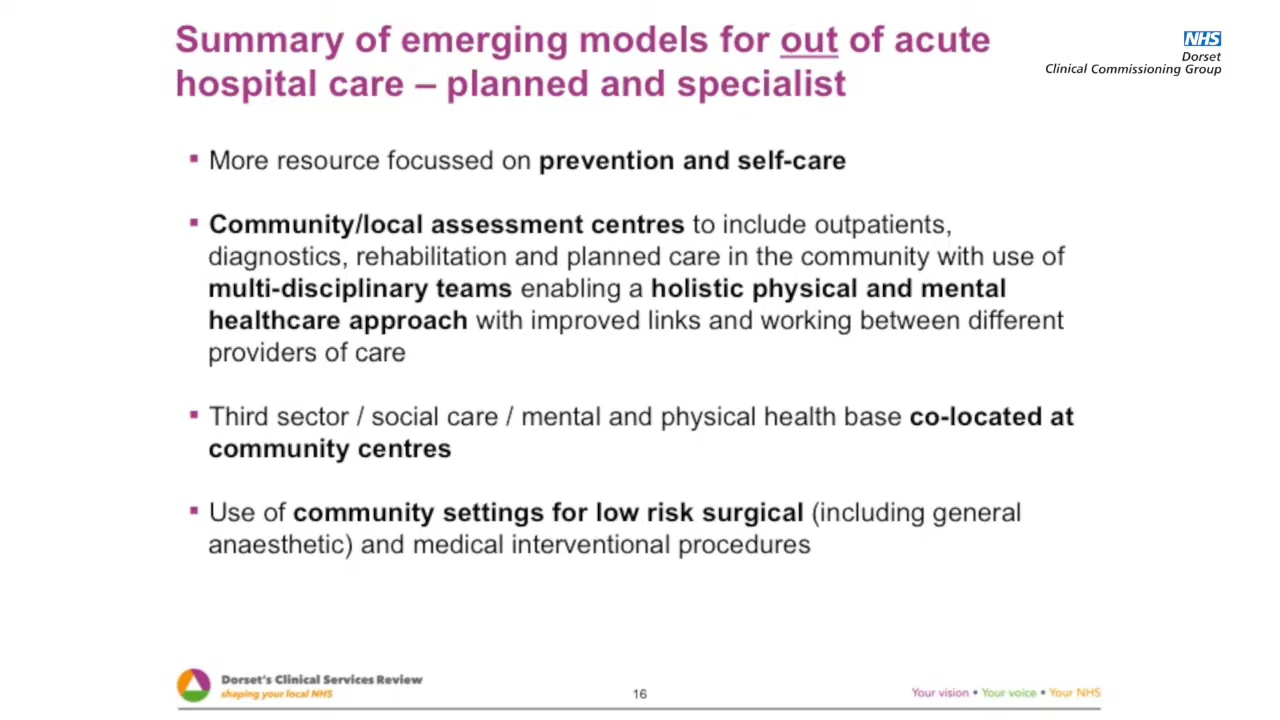 Summary of emerging models for out of acute
hospital care – planned and specialist
NHS
Dorset
Clinical Commissioning Group
▪ More resource focussed on prevention and self-care
▪ Community/local assessment centres to include outpatients,
diagnostics, rehabilitation and planned care in the community with use of
multi-disciplinary teams enabling a holistic physical and mental
healthcare approach with improved links and working between different
providers of care
▪ Third sector / social care / mental and physical health base co-located at
community centres
▪ Use of community settings for low risk surgical (including general
anaesthetic) and medical interventional procedures
Dorset's Clinical Services Review
shaping your local NHS
16
Your vision • Your voice • Your NHS